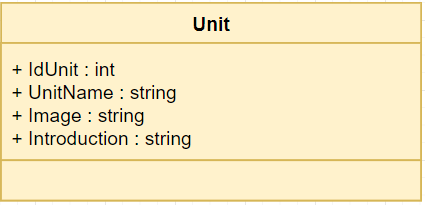 Unit
+ IdUnit : int
+ UnitName : string
+ Image : string
+ Introduction : string